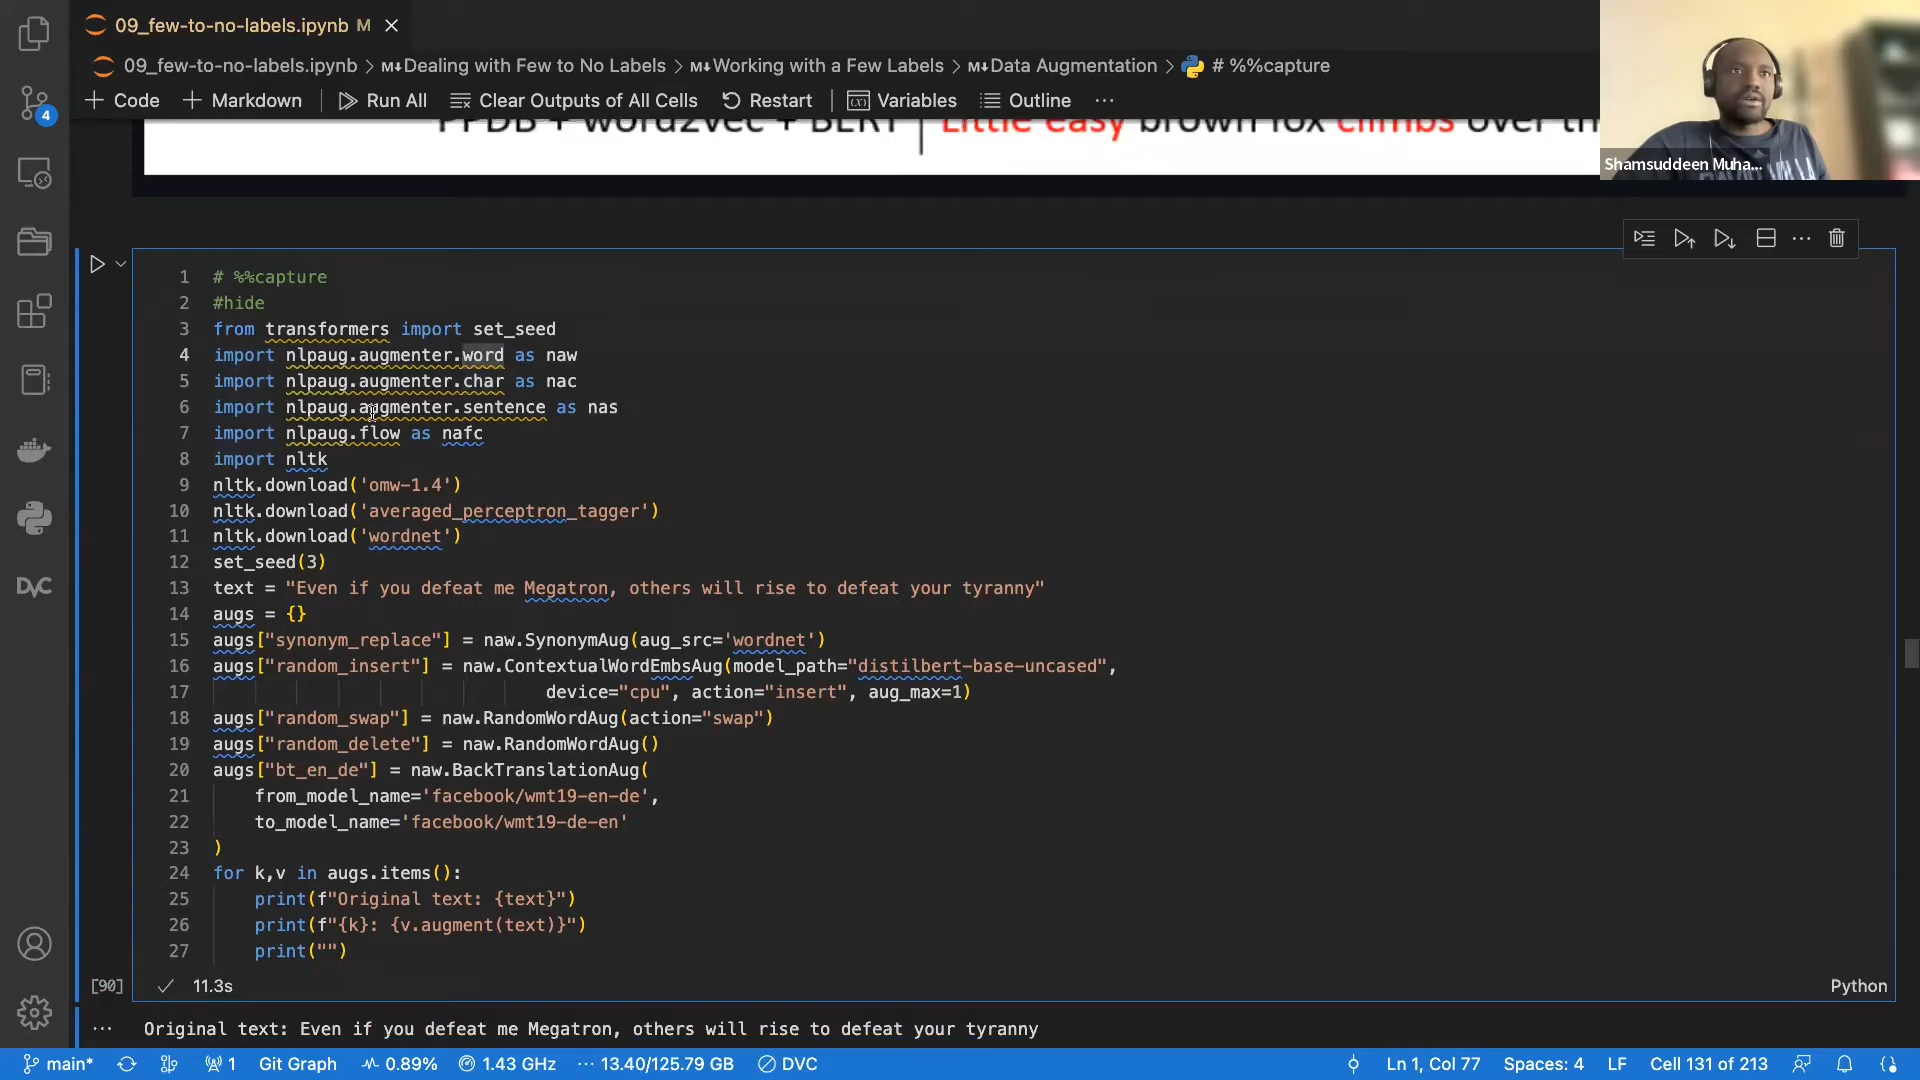 09_few-to-no-labels.ipynb M
09_few-to-no-labels.ipynb > M↓Dealing with Few to No Labels > M↓Working with a Few Labels > M↓Data Augmentation > # %%capture
+ Code + Markdown Run All Clear Outputs of All Cells Restart Variables Outline ...
PPDB + word2vec + BERT Little easy brown fox climbs over th
Shamsuddeen Muha...
4
1 # %%capture
2 #hide
3 from transformers import set_seed
4 import nlpaug.augmenter.word as naw
5 import nlpaug.augmenter.char as nac
6 import nlpaug.augmenter.sentence as nas
7 import nlpaug.flow as nafc
8 import nltk
9 nltk.download('omw-1.4')
10 nltk.download('averaged_perceptron_tagger')
11 nltk.download('wordnet')
12 set_seed(3)
13 text = "Even if you defeat me Megatron, others will rise to defeat your tyranny"
14 augs = {}
15 augs["synonym_replace"] = naw.SynonymAug(aug_src='wordnet')
16 augs["random_insert"] = naw.ContextualWordEmbsAug(model_path="distilbert-base-uncased",
17 device="cpu", action="insert", aug_max=1)
18 augs["random_swap"] = naw.RandomWordAug(action="swap")
19 augs["random_delete"] = naw.RandomWordAug()
20 augs["bt_en_de"] = naw.BackTranslationAug(
21 from_model_name='facebook/wmt19-en-de',
22 to_model_name='facebook/wmt19-de-en'
23 )
24 for k,v in augs.items():
25 print(f"Original text: {text}")
26 print(f"{k}: {v.augment(text)}")
27 print("")
[90] 11.3s Python
... Original text: Even if you defeat me Megatron, others will rise to defeat your tyranny
DVC
main* 1 Git Graph 0.89% 1.43 GHz ... 13.40/125.79 GB DVC Ln 1, Col 77 Spaces: 4 LF Cell 131 of 213